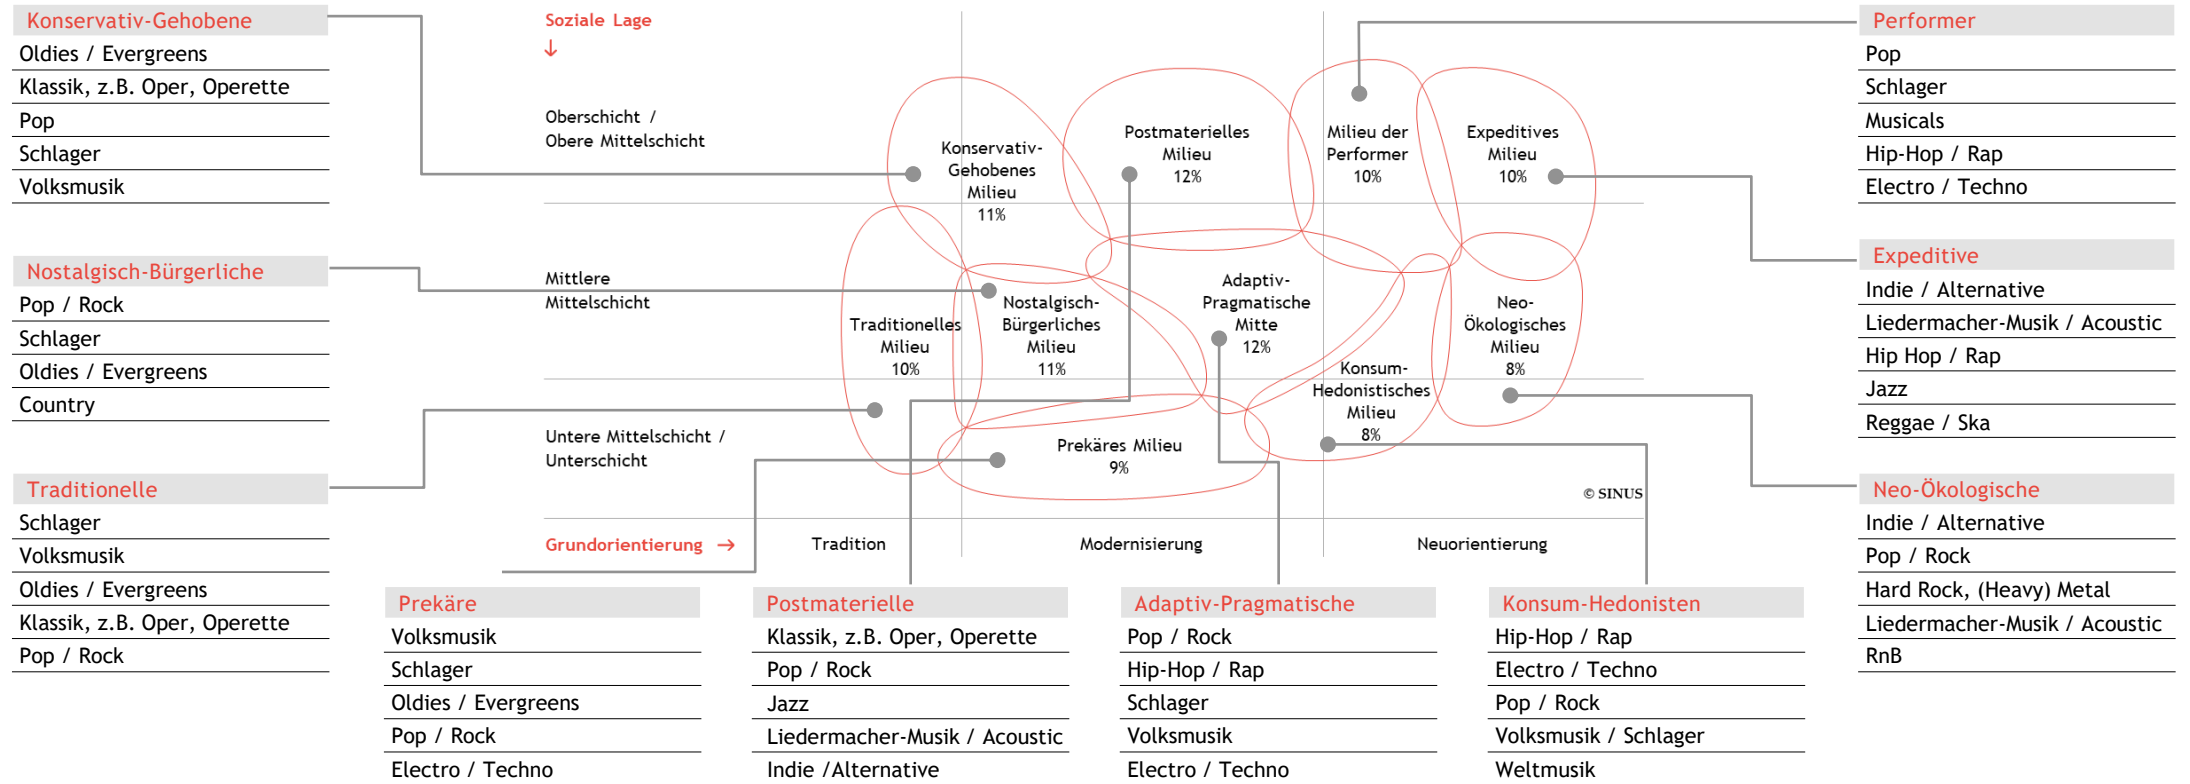 Konservativ-Gehobene
Oldies / Evergreens
Klassik, z.B. Oper, Operette
Pop
Schlager
Volksmusik
Nostalgisch-Bürgerliche
Pop / Rock
Schlager
Oldies / Evergreens
Country
Traditionelle
Schlager
Volksmusik
Oldies / Evergreens
Klassik, z.B. Oper, Operette
Pop / Rock
Soziale Lage
↓
Oberschicht /
Obere Mittelschicht
Mittlere
Mittelschicht
Untere Mittelschicht /
Unterschicht
Konservativ-
Gehobenes
Milieu
11%
Postmaterielles
Milieu
12%
Milieu der
Performer
10%
Expeditives
Milieu
10%
Traditionelles
Milieu
10%
Nostalgisch-
Bürgerliches
Milieu
11%
Adaptiv-
Pragmatische
Mitte
12%
Konsum-
Hedonistisches
Milieu
8%
Neo-
Ökologisches
Milieu
8%
Prekäres Milieu
9%
© SINUS
Grundorientierung →
Tradition
Modernisierung
Neuorientierung
Prekäre
Volksmusik
Schlager
Oldies / Evergreens
Pop / Rock
Electro / Techno
Postmaterielle
Klassik, z.B. Oper, Operette
Pop / Rock
Jazz
Liedermacher-Musik / Acoustic
Indie /Alternative
Adaptiv-Pragmatische
Pop / Rock
Hip-Hop / Rap
Schlager
Volksmusik
Electro / Techno
Konsum-Hedonisten
Hip-Hop / Rap
Electro / Techno
Pop / Rock
Volksmusik / Schlager
Weltmusik
Performer
Pop
Schlager
Musicals
Hip-Hop / Rap
Electro / Techno
Expeditive
Indie / Alternative
Liedermacher-Musik / Acoustic
Hip Hop / Rap
Jazz
Reggae / Ska
Neo-Ökologische
Indie / Alternative
Pop / Rock
Hard Rock, (Heavy) Metal
Liedermacher-Musik / Acoustic
RnB